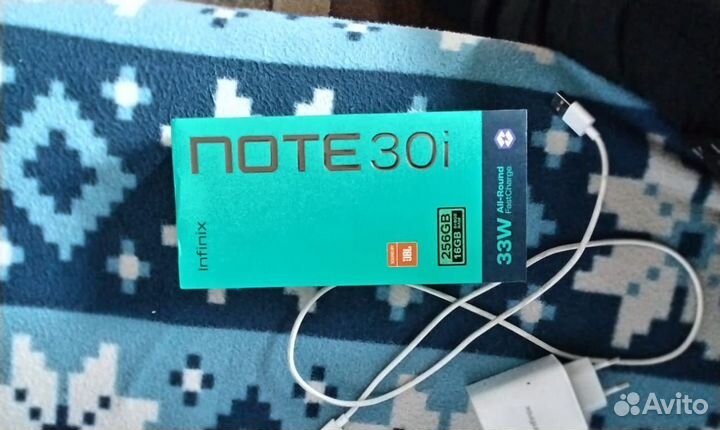 NOTE 30i
Infinix
JBL
256GB
16GB
33W
All-Round
FastCharge
Avito